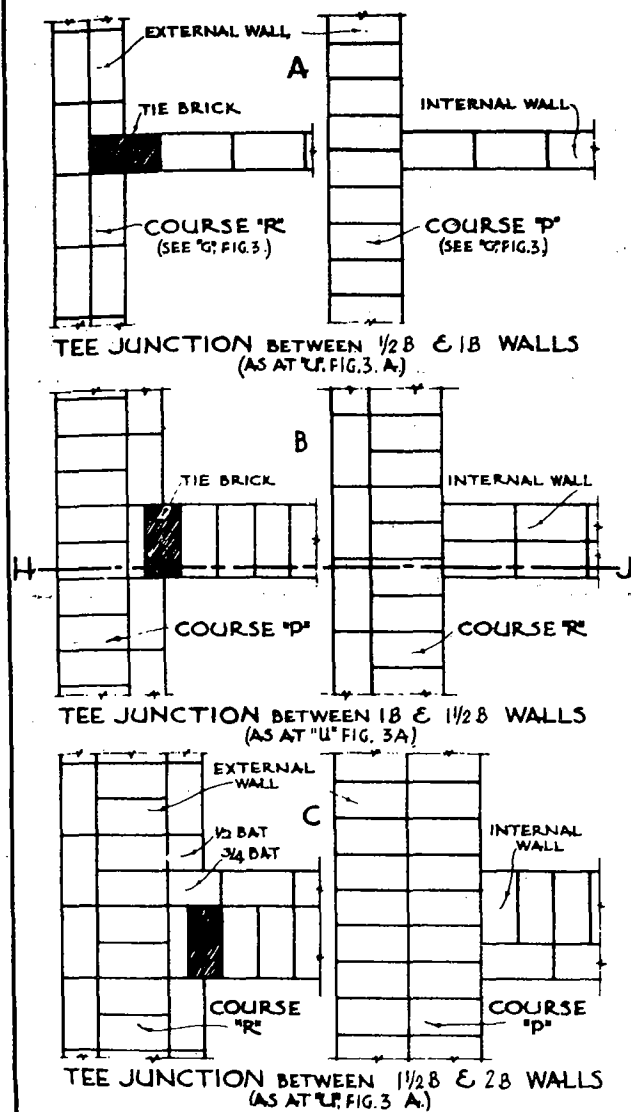 EXTERNAL WALL
A
TIE BRICK
INTERNAL WALL
COURSE "R"
(SEE "G", FIG.3.)
COURSE "P"
(SEE "G", FIG.3.)
TEE JUNCTION BETWEEN 1/2 B & 1B WALLS
(AS AT "U", FIG.3. A.)
B
TIE BRICK
INTERNAL WALL
H J
COURSE "P"
COURSE "R"
TEE JUNCTION BETWEEN 1B & 1 1/2 B WALLS
(AS AT "U" FIG. 3A)
EXTERNAL
WALL
C
1/2 BAT
3/4 BAT
INTERNAL
WALL
COURSE
"R"
COURSE
"P"
TEE JUNCTION BETWEEN 1 1/2 B & 2B WALLS
(AS AT "U", FIG. 3 A.)